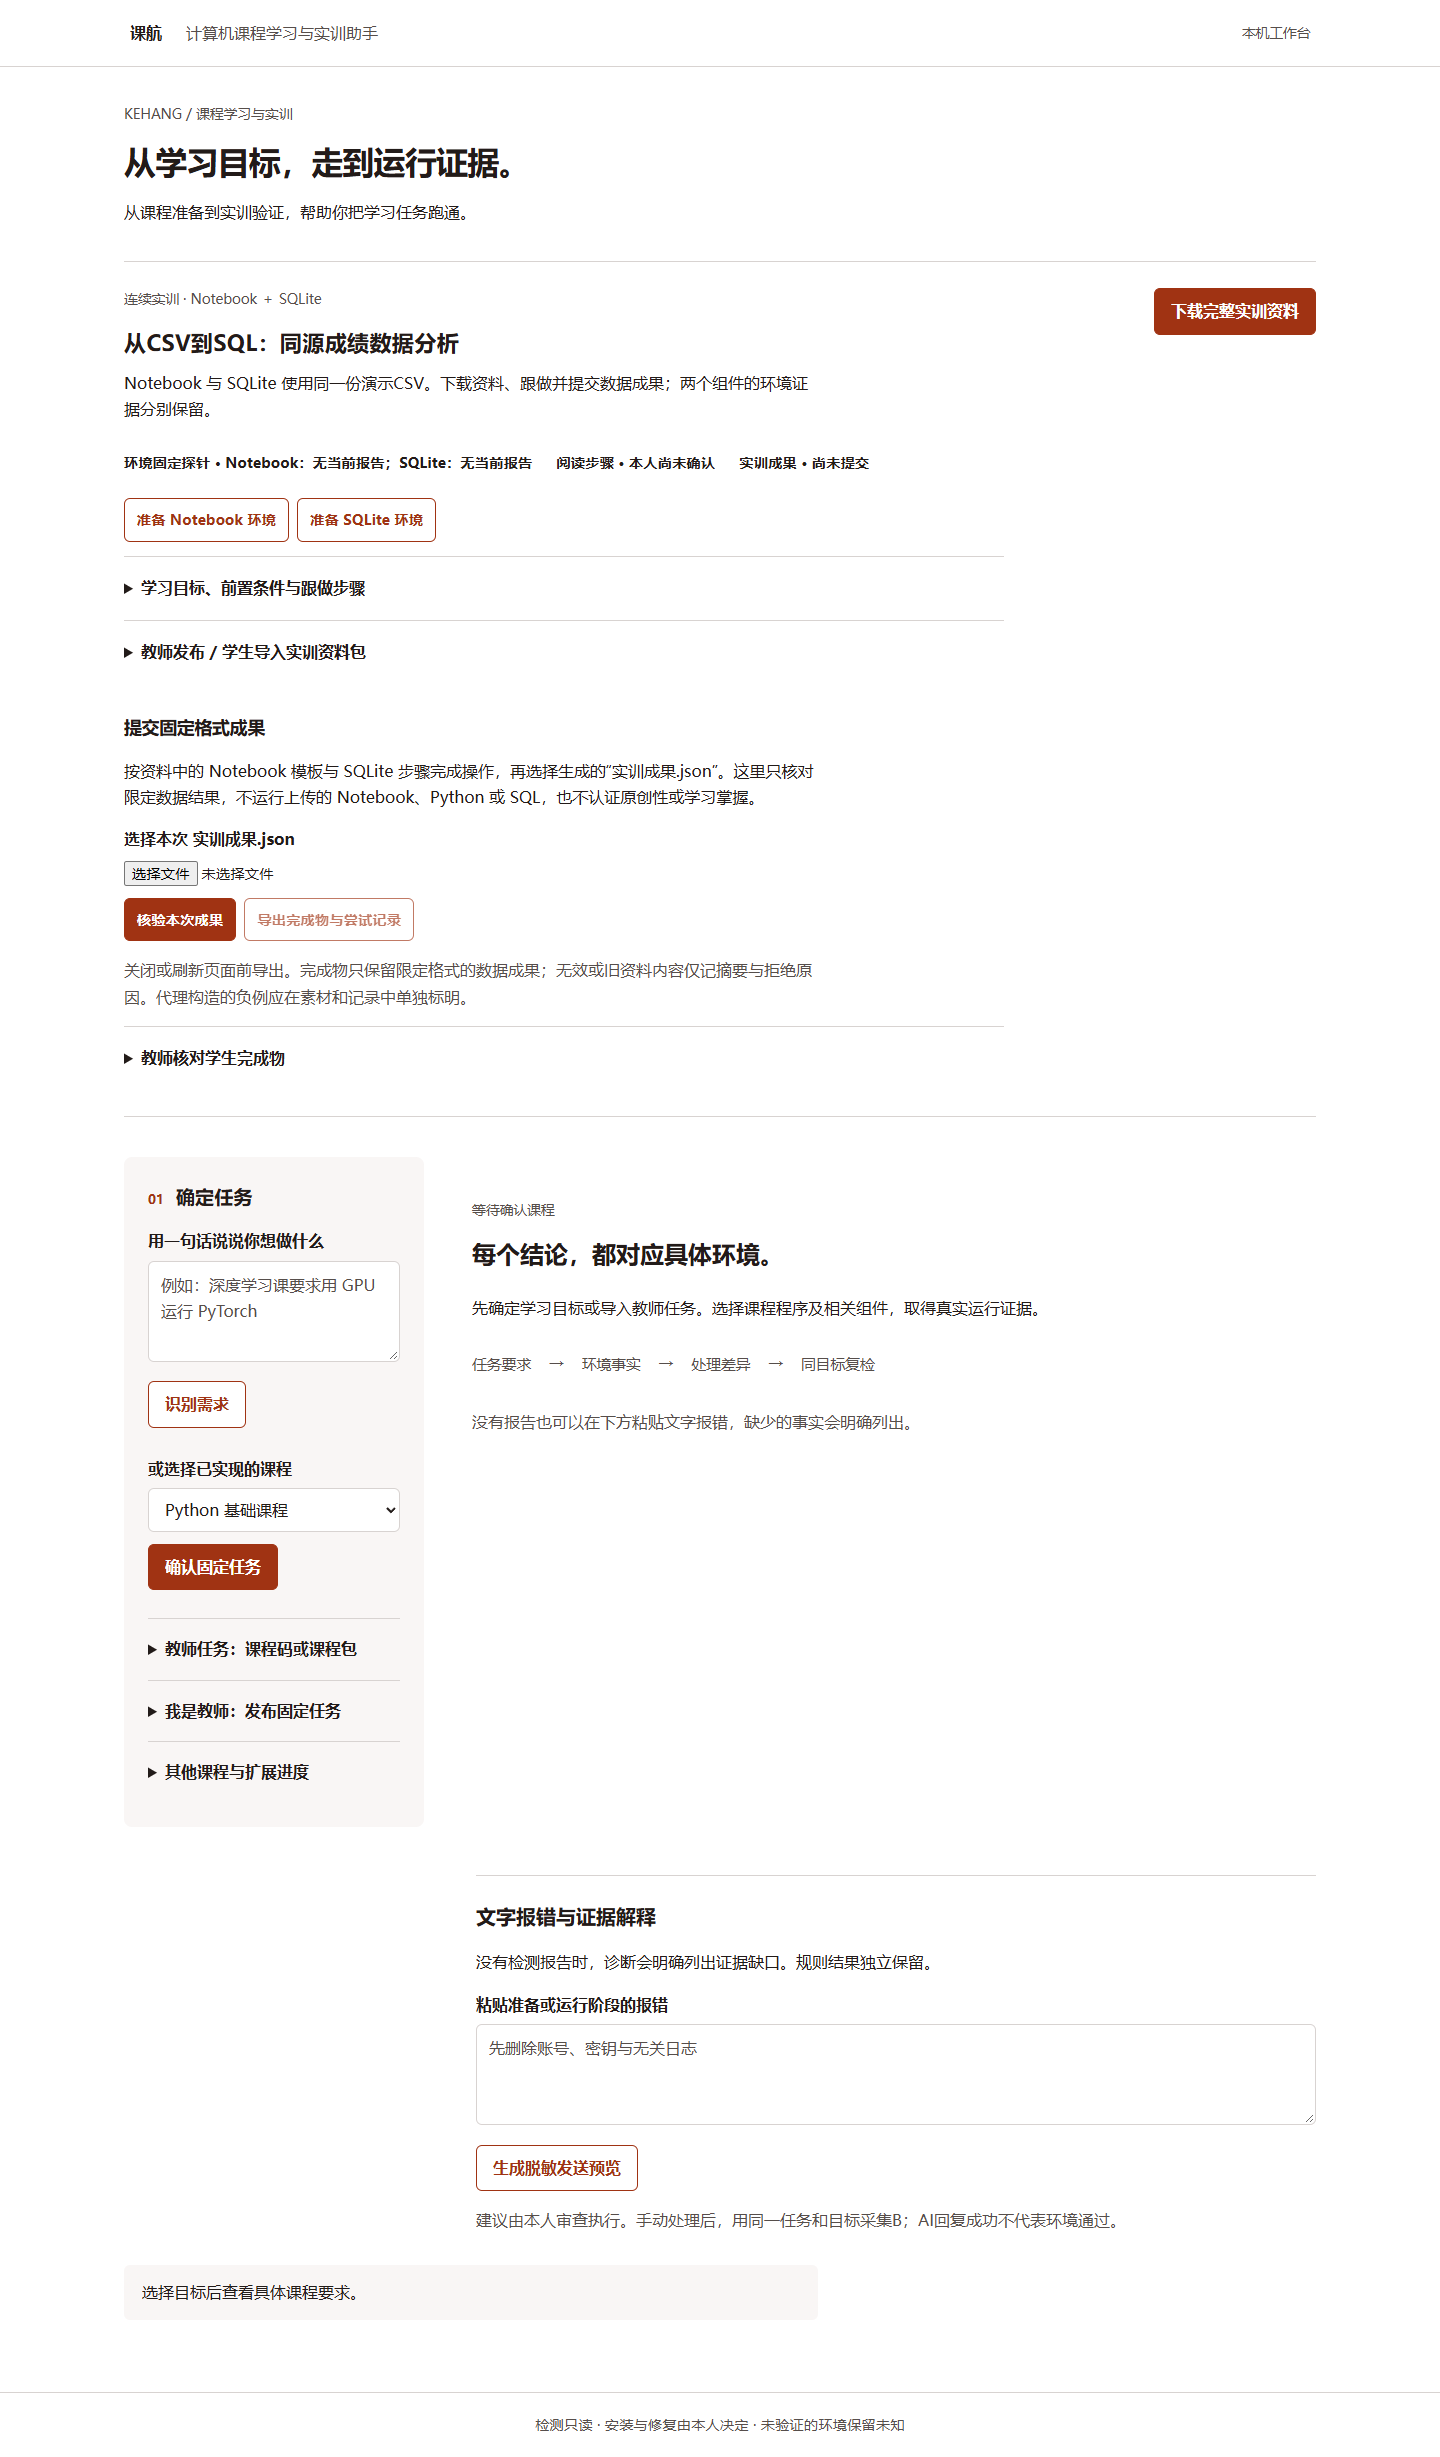 课航 计算机课程学习与实训助手 本机工作台
KEHANG / 课程学习与实训
从学习目标，走到运行证据。
从课程准备到实训验证，帮助你把学习任务跑通。
连续实训 · Notebook + SQLite
下载完整实训资料
从CSV到SQL：同源成绩数据分析
Notebook 与 SQLite 使用同一份演示CSV。下载资料、跟做并提交数据成果；两个组件的环境证
据分别保留。
环境固定探针 • Notebook：无当前报告；SQLite：无当前报告 阅读步骤 • 本人尚未确认 实训成果 • 尚未提交
准备 Notebook 环境 准备 SQLite 环境
▶ 学习目标、前置条件与跟做步骤
▶ 教师发布 / 学生导入实训资料包
提交固定格式成果
按资料中的 Notebook 模板与 SQLite 步骤完成操作，再选择生成的“实训成果.json”。这里只核对
限定数据结果，不运行上传的 Notebook、Python 或 SQL，也不认证原创性或学习掌握。
选择本次 实训成果.json
选择文件 未选择文件
核验本次成果 导出完成物与尝试记录
关闭或刷新页面前导出。完成物只保留限定格式的数据成果；无效或旧资料内容仅记摘要与拒绝原
因。代理构造的负例应在素材和记录中单独标明。
▶ 教师核对学生完成物
01 确定任务
用一句话说说你想做什么
例如：深度学习课要求用 GPU
运行 PyTorch
识别需求
或选择已实现的课程
Python 基础课程
确认固定任务
▶ 教师任务：课程码或课程包
▶ 我是教师：发布固定任务
▶ 其他课程与扩展进度
等待确认课程
每个结论，都对应具体环境。
先确定学习目标或导入教师任务。选择课程程序及相关组件，取得真实运行证据。
任务要求 → 环境事实 → 处理差异 → 同目标复检
没有报告也可以在下方粘贴文字报错，缺少的事实会明确列出。
文字报错与证据解释
没有检测报告时，诊断会明确列出证据缺口。规则结果独立保留。
粘贴准备或运行阶段的报错
先删除账号、密钥与无关日志
生成脱敏发送预览
建议由本人审查执行。手动处理后，用同一任务和目标采集B；AI回复成功不代表环境通过。
选择目标后查看具体课程要求。
检测只读 · 安装与修复由本人决定 · 未验证的环境保留未知